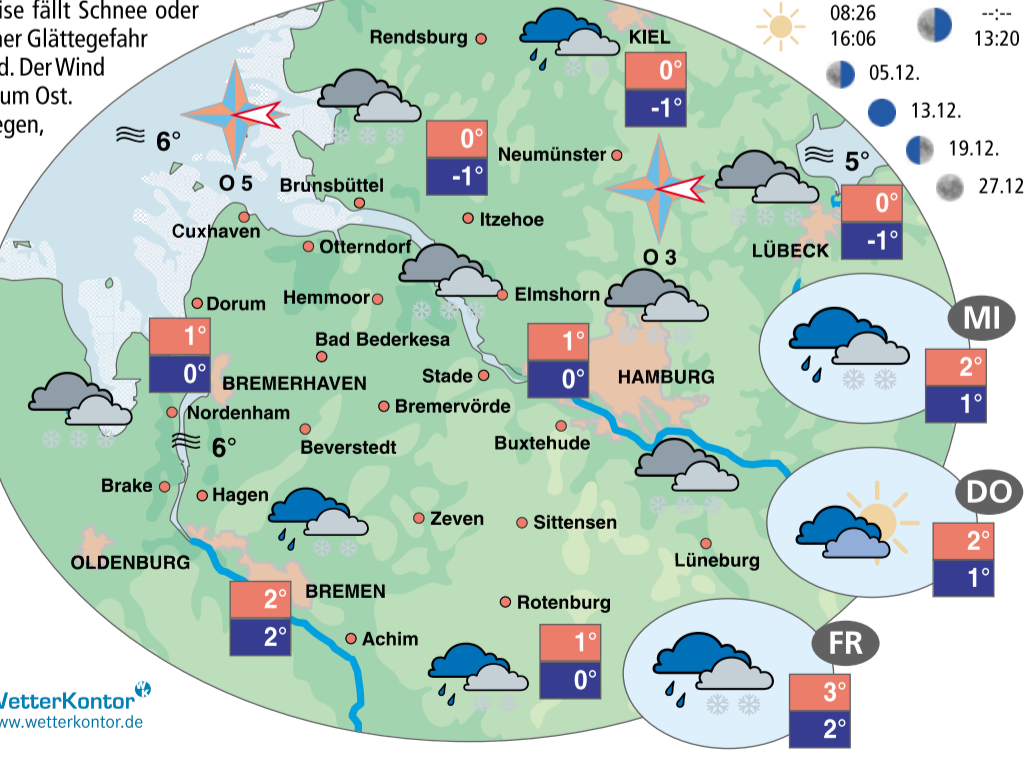 ise fällt Schnee oder
ner Glättegefahr
d. Der Wind
um Ost.
egen,
08:26
16:06
--:--
13:20
05.12.
13.12.
19.12.
27.12
Rendsburg
KIEL
0°
-1°
6°
O 5
0°
-1°
Neumünster
5°
Brunsbüttel
Cuxhaven
Itzehoe
Otterndorf
O 3
0°
-1°
LÜBECK
Dorum
Hemmoor
Elmshorn
MI
2°
1°
1°
0°
Bad Bederkesa
BREMERHAVEN
Stade
1°
0°
HAMBURG
Nordenham
Bremervörde
6°
Beverstedt
Buxtehude
Brake
Hagen
Zeven
Sittensen
DO
2°
1°
OLDENBURG
Lüneburg
2°
2°
BREMEN
Rotenburg
Achim
1°
0°
FR
3°
2°
WetterKontor
ww.wetterkontor.de